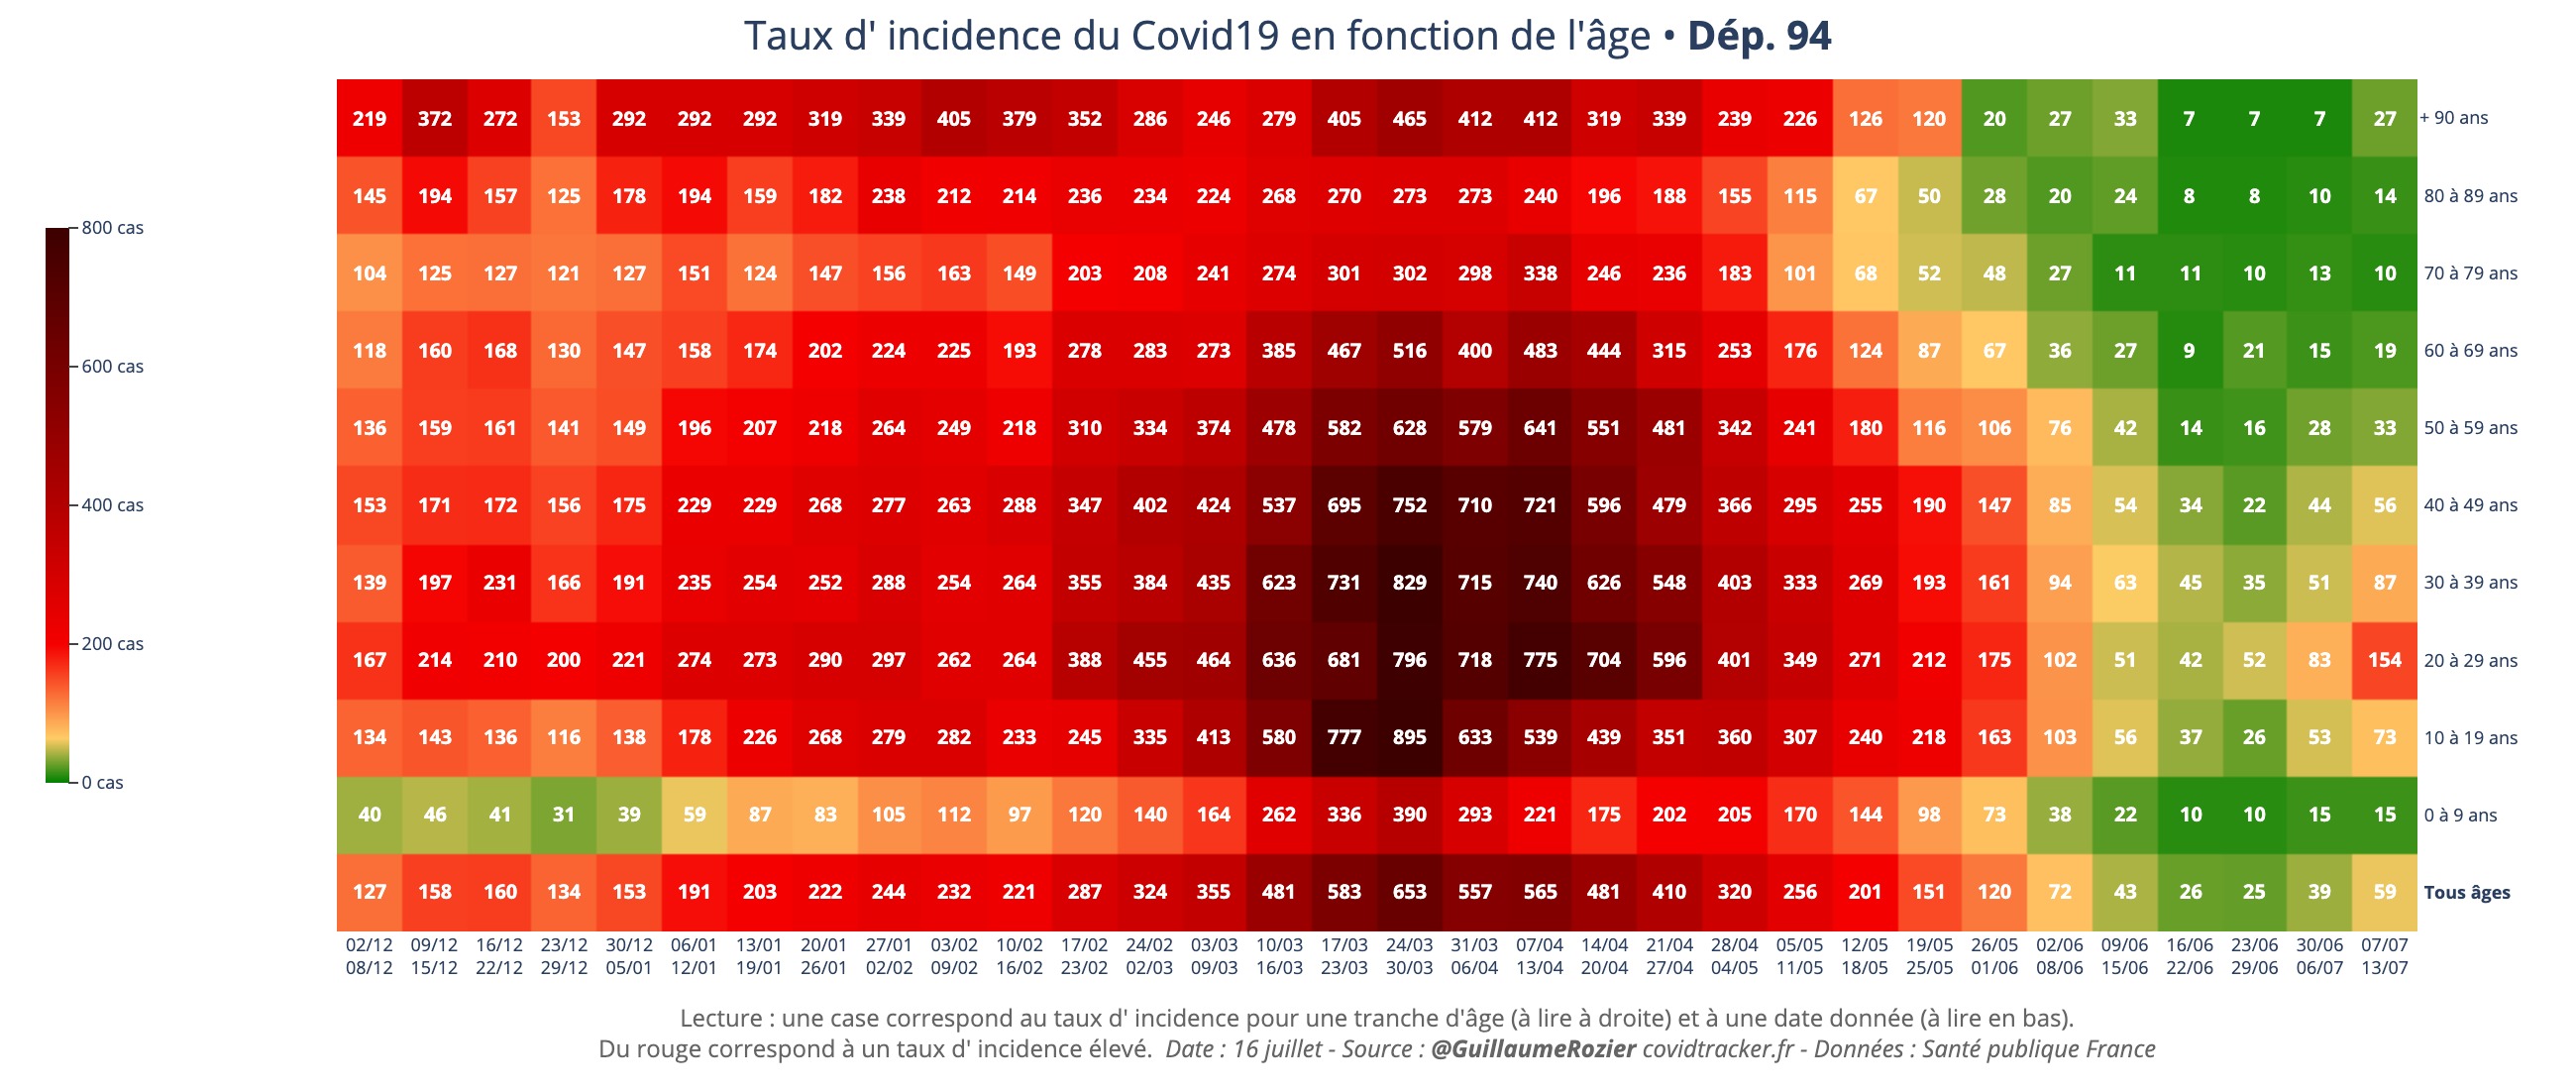 Taux d' incidence du Covid19 en fonction de l'âge • Dép. 94
219 372 272 153 292 292 292 319 339 405 379 352 286 246 279 405 465 412 412 319 339 239 226 126 120 20 27 33 7 7 7 27 + 90 ans
145 194 157 125 178 194 159 182 238 212 214 236 234 224 268 270 273 273 240 196 188 155 115 67 50 28 20 24 8 8 10 14 80 à 89 ans
800 cas
104 125 127 121 127 151 124 147 156 163 149 203 208 241 274 301 302 298 338 246 236 183 101 68 52 48 27 11 11 10 13 10 70 à 79 ans
118 160 168 130 147 158 174 202 224 225 193 278 283 273 385 467 516 400 483 444 315 253 176 124 87 67 36 27 9 21 15 19 60 à 69 ans
600 cas
136 159 161 141 149 196 207 218 264 249 218 310 334 374 478 582 628 579 641 551 481 342 241 180 116 106 76 42 14 16 28 33 50 à 59 ans
400 cas
153 171 172 156 175 229 229 268 277 263 288 347 402 424 537 695 752 710 721 596 479 366 295 255 190 147 85 54 34 22 44 56 40 à 49 ans
139 197 231 166 191 235 254 252 288 254 264 355 384 435 623 731 829 715 740 626 548 403 333 269 193 161 94 63 45 35 51 87 30 à 39 ans
200 cas
167 214 210 200 221 274 273 290 297 262 264 388 455 464 636 681 796 718 775 704 596 401 349 271 212 175 102 51 42 52 83 154 20 à 29 ans
134 143 136 116 138 178 226 268 279 282 233 245 335 413 580 777 895 633 539 439 351 360 307 240 218 163 103 56 37 26 53 73 10 à 19 ans
0 cas
40 46 41 31 39 59 87 83 105 112 97 120 140 164 262 336 390 293 221 175 202 205 170 144 98 73 38 22 10 10 15 15 0 à 9 ans
127 158 160 134 153 191 203 222 244 232 221 287 324 355 481 583 653 557 565 481 410 320 256 201 151 120 72 43 26 25 39 59 Tous âges
02/12 09/12 16/12 23/12 30/12 06/01 13/01 20/01 27/01 03/02 10/02 17/02 24/02 03/03 10/03 17/03 24/03 31/03 07/04 14/04 21/04 28/04 05/05 12/05 19/05 26/05 02/06 09/06 16/06 23/06 30/06 07/07
08/12 15/12 22/12 29/12 05/01 12/01 19/01 26/01 02/02 09/02 16/02 23/02 02/03 09/03 16/03 23/03 30/03 06/04 13/04 20/04 27/04 04/05 11/05 18/05 25/05 01/06 08/06 15/06 22/06 29/06 06/07 13/07
Lecture : une case correspond au taux d' incidence pour une tranche d'âge (à lire à droite) et à une date donnée (à lire en bas).
Du rouge correspond à un taux d' incidence élevé. Date : 16 juillet - Source : @GuillaumeRozier covidtracker.fr - Données : Santé publique France